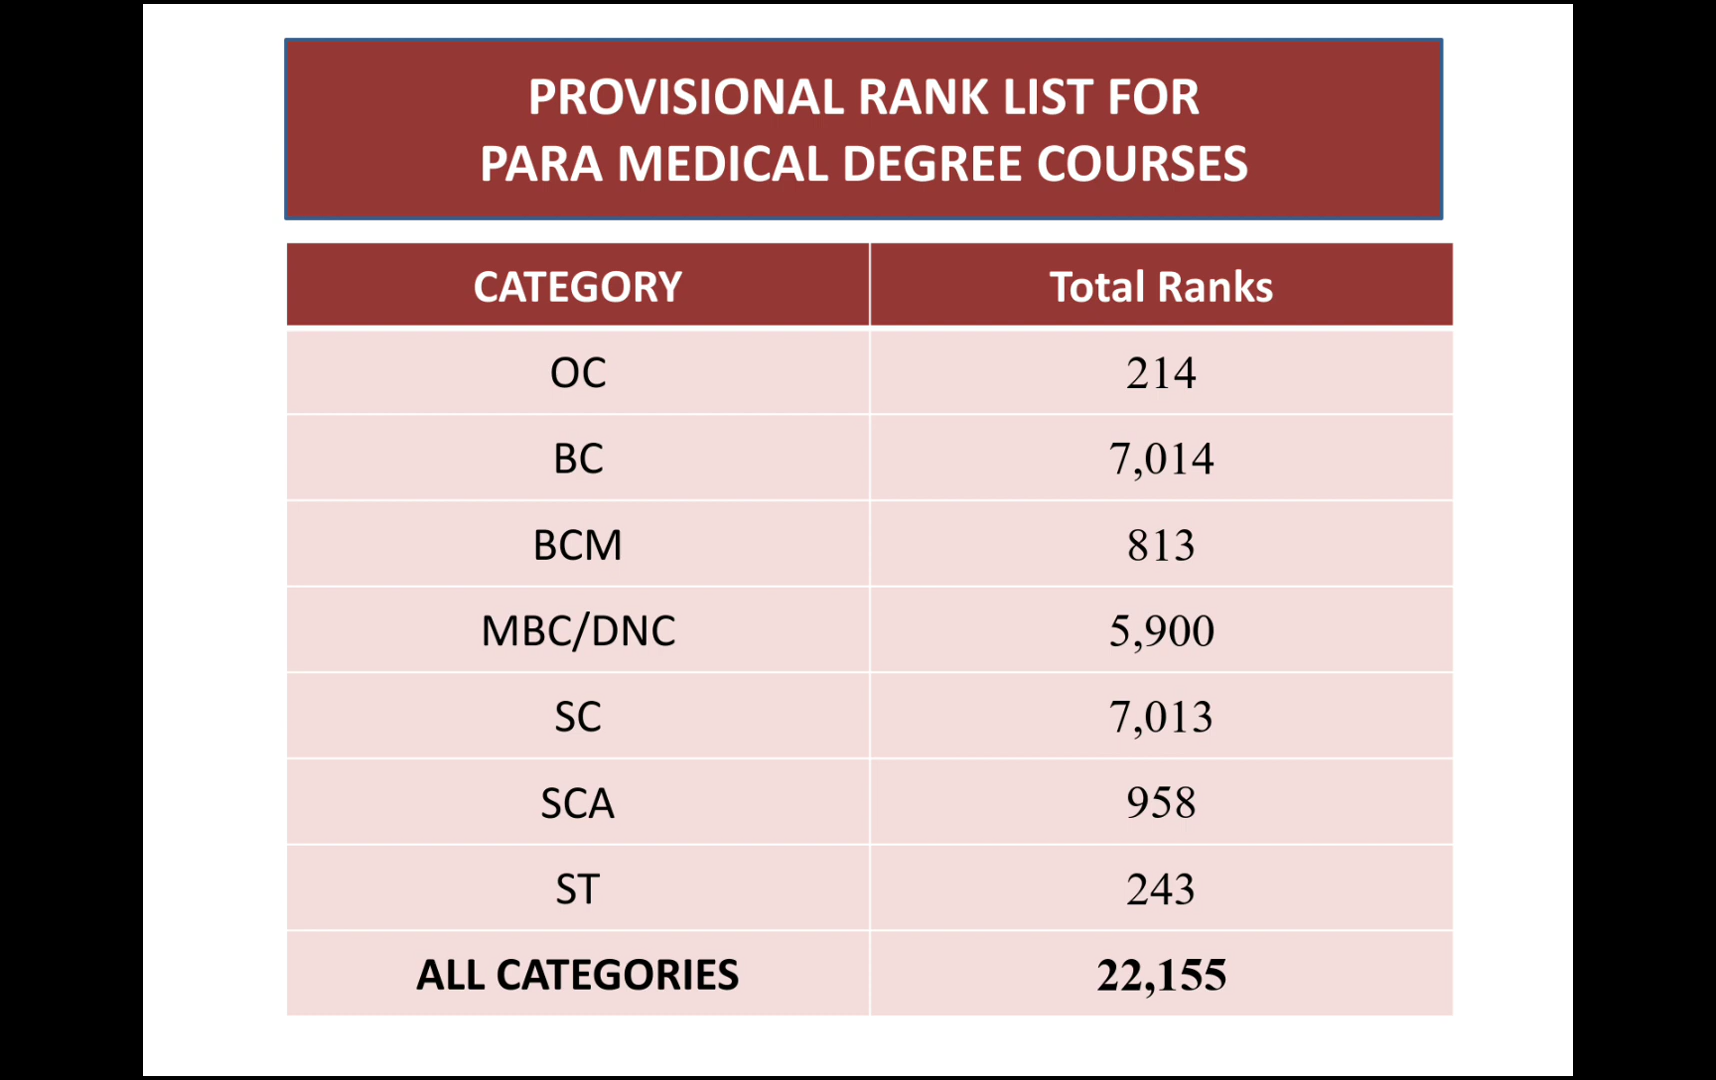 PROVISIONAL RANK LIST FOR
PARA MEDICAL DEGREE COURSES
CATEGORY Total Ranks
OC 214
BC 7,014
BCM 813
MBC/DNC 5,900
SC 7,013
SCA 958
ST 243
ALL CATEGORIES 22,155